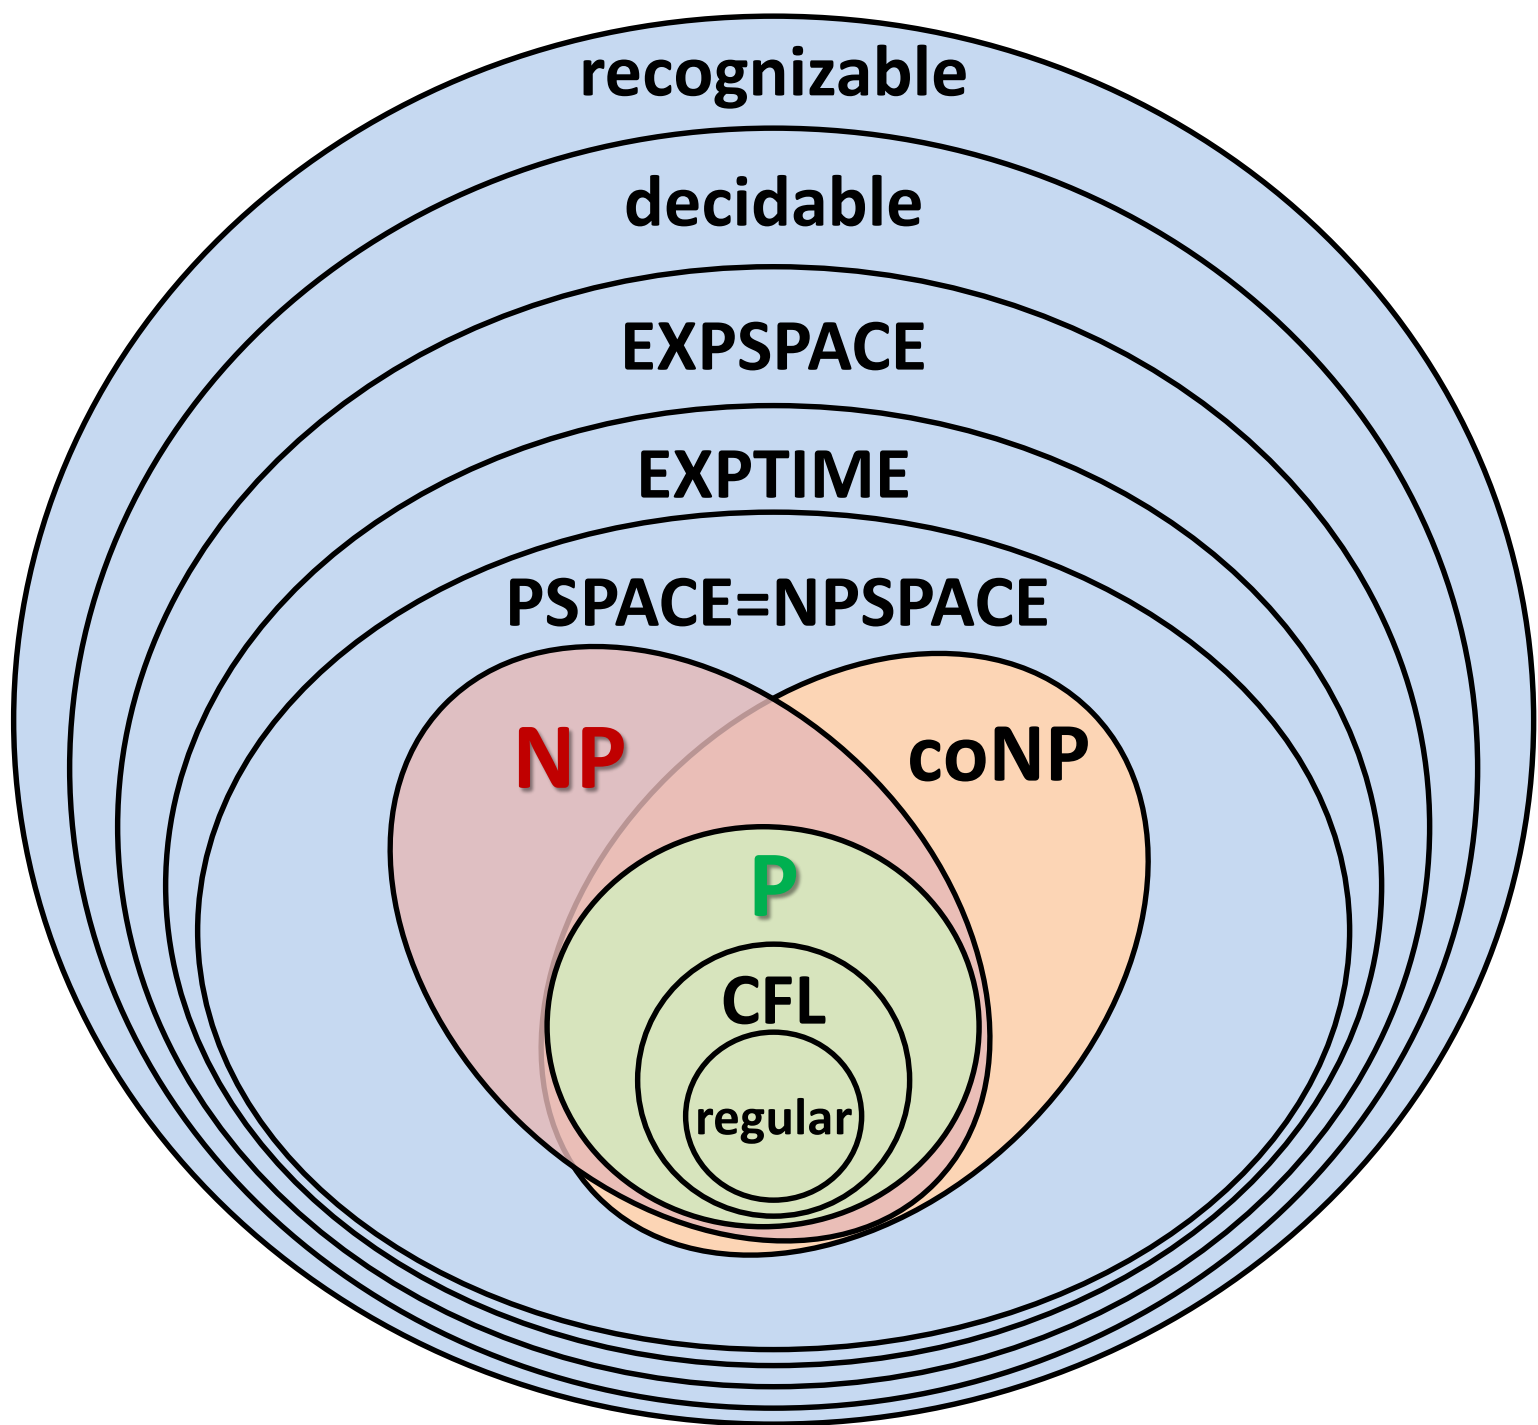 recognizable
decidable
EXPSPACE
EXPTIME
PSPACE=NPSPACE
NP
coNP
P
CFL
regular